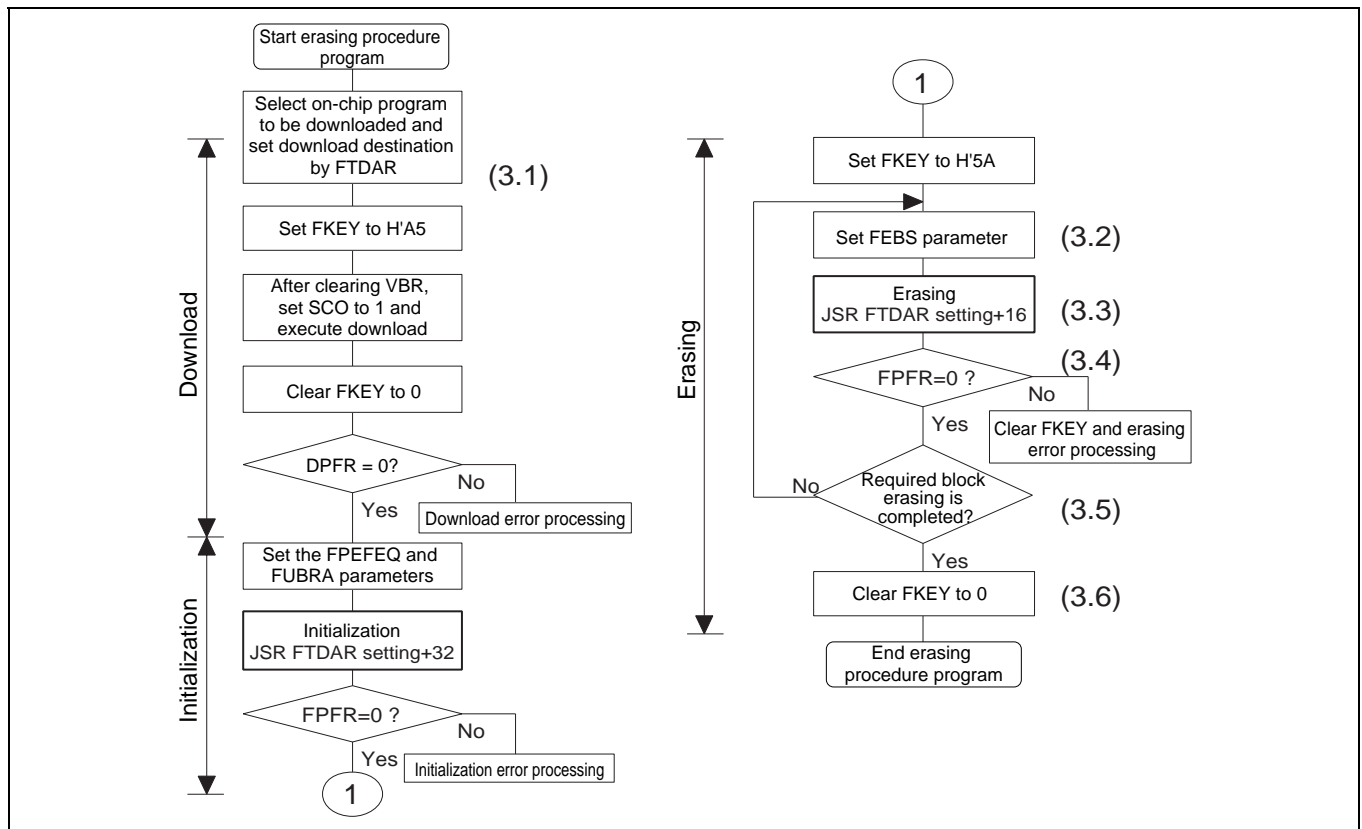 Start erasing procedure
program
Select on-chip program
to be downloaded and
set download destination
by FTDAR
(3.1)
Set FKEY to H'A5
After clearing VBR,
set SCO to 1 and
execute download
Clear FKEY to 0
DPFR = 0?
No
Yes
Download error processing
Download
Set the FPEFEQ and
FUBRA parameters
Initialization
JSR FTDAR setting+32
FPFR=0 ?
No
Yes
Initialization error processing
Initialization
1
1
Set FKEY to H'5A
Set FEBS parameter
(3.2)
Erasing
JSR FTDAR setting+16
(3.3)
(3.4)
FPFR=0 ?
No
Yes
Clear FKEY and erasing
error processing
Erasing
No
Required block
erasing is
completed?
(3.5)
Yes
Clear FKEY to 0
(3.6)
End erasing
procedure program